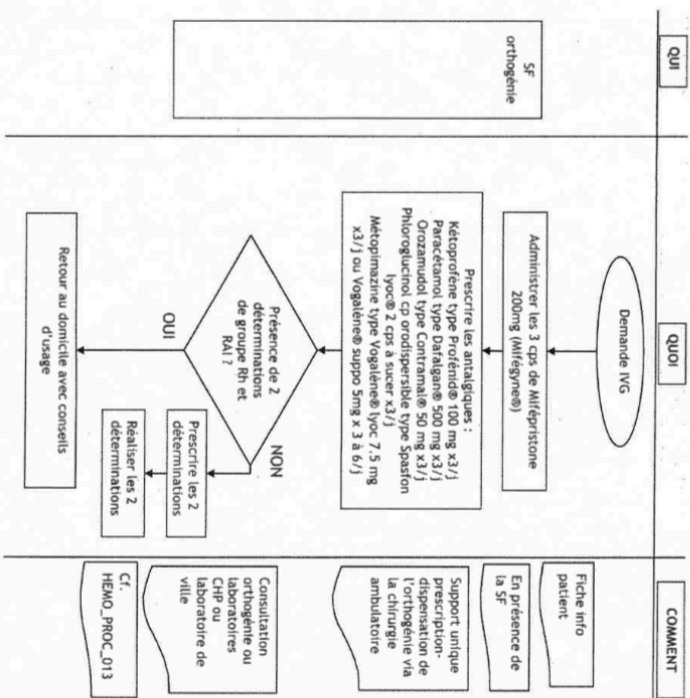 QUI
QUOI
COMMENT
SF
orthogénie
Demande IVG
Fiche info
patient
Administrer les 3 cps de Mifépristone
200mg (Mifégyne®)
En présence de
la SF
Prescrire les antalgiques :
Kétoprofène type Profénid® 100 mg x3/j
Paracétamol type Dafalgan® 500 mg x3/j
Orozamudol type Contramal® 50 mg x3/j
Phloroglucinol cp orodispersible type Spasfon
lyoc® 2 cps à sucer x3/j
Métopimazine type Vogalène® lyoc 7.5 mg
x3/j ou Vogalène® suppo 5mg x 3 à 6/j
Support unique
prescription-
dispensation de
l'orthogénie via
la chirurgie
ambulatoire
Présence de 2
déterminations
de groupe Rh et
RAI ?
NON
OUI
Prescrire les 2
déterminations
Réaliser les 2
déterminations
Consultation
orthogénie ou
laboratoires
CHP ou
laboratoire de
ville
Retour au domicile avec conseils
d'usage
Cf.
HEMO_PROC_013